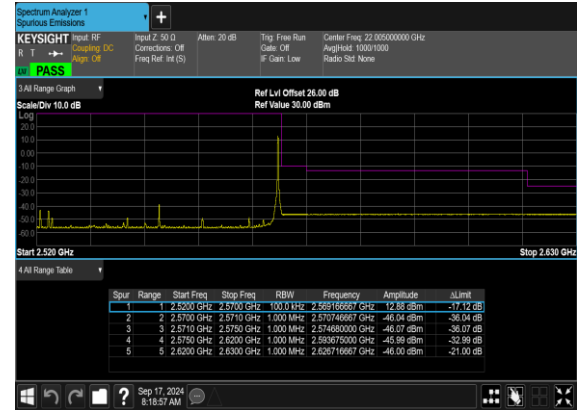 Spectrum Analyzer 1
Spurious Emissions
KEYSIGHT Input: RF Input Z: 50 Ω Atten: 20 dB Trig: Free Run Center Freq: 22.005000000 GHz
R T Coupling: DC Corrections: Off Gate: Off Avg|Hold: 1000/1000
Align: Off Freq Ref: Int (S) IF Gain: Low Radio Std: None
PASS
3 All Range Graph
Ref Lvl Offset 26.00 dB
Scale/Div 10.0 dB Ref Value 30.00 dBm
Log
20.0
10.0
0.00
-10.0
-20.0
-30.0
-40.0
-50.0
-60.0
Start 2.520 GHz Stop 2.630 GHz
4 All Range Table
Spur Range Start Freq Stop Freq RBW Frequency Amplitude ΔLimit
1 1 2.5200 GHz 2.5700 GHz 100.0 kHz 2.569166667 GHz 12.88 dBm -17.12 dB
2 2 2.5700 GHz 2.5710 GHz 1.000 MHz 2.570746667 GHz -46.04 dBm -36.04 dB
3 3 2.5710 GHz 2.5750 GHz 1.000 MHz 2.574680000 GHz -46.07 dBm -36.07 dB
4 4 2.5750 GHz 2.6200 GHz 1.000 MHz 2.593675000 GHz -45.99 dBm -32.99 dB
5 5 2.6200 GHz 2.6300 GHz 1.000 MHz 2.626716667 GHz -46.00 dBm -21.00 dB
? Sep 17, 2024
8:18:57 AM